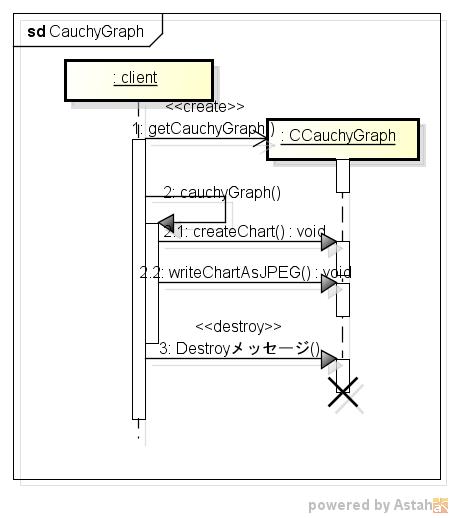 sd CauchyGraph
: client
<<create>>
1: getCauchyGraph()
: CCauchyGraph
2: cauchyGraph()
2.1: createChart() : void
2.2: writeChartAsJPEG() : void
<<destroy>>
3: Destroyメッセージ()
powered by Astah